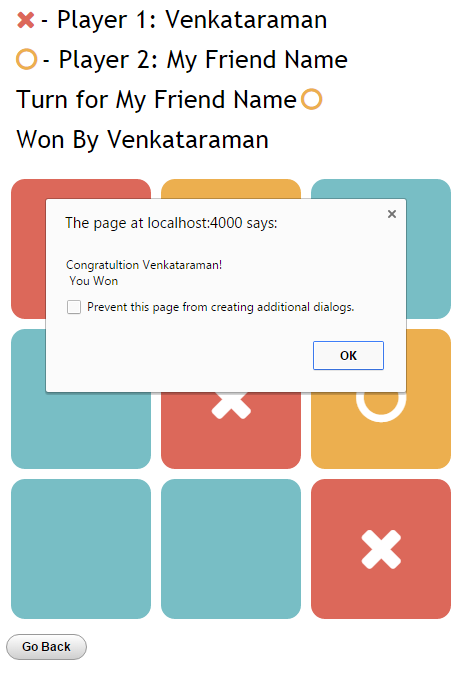 - Player 1: Venkataraman
- Player 2: My Friend Name
Turn for My Friend Name
Won By Venkataraman
The page at localhost:4000 says:
Congratultion Venkataraman!
You Won
Prevent this page from creating additional dialogs.
OK
Go Back